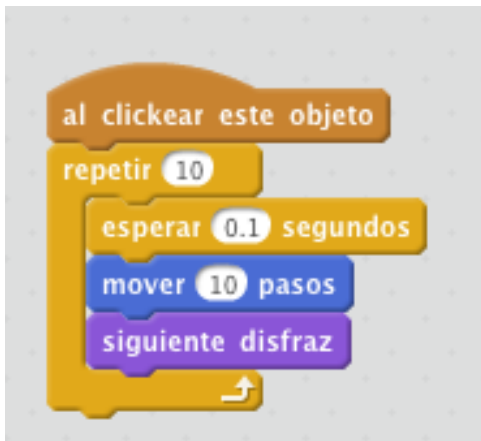 al clickear este objeto
repetir 10
esperar 0.1 segundos
mover 10 pasos
siguiente disfraz